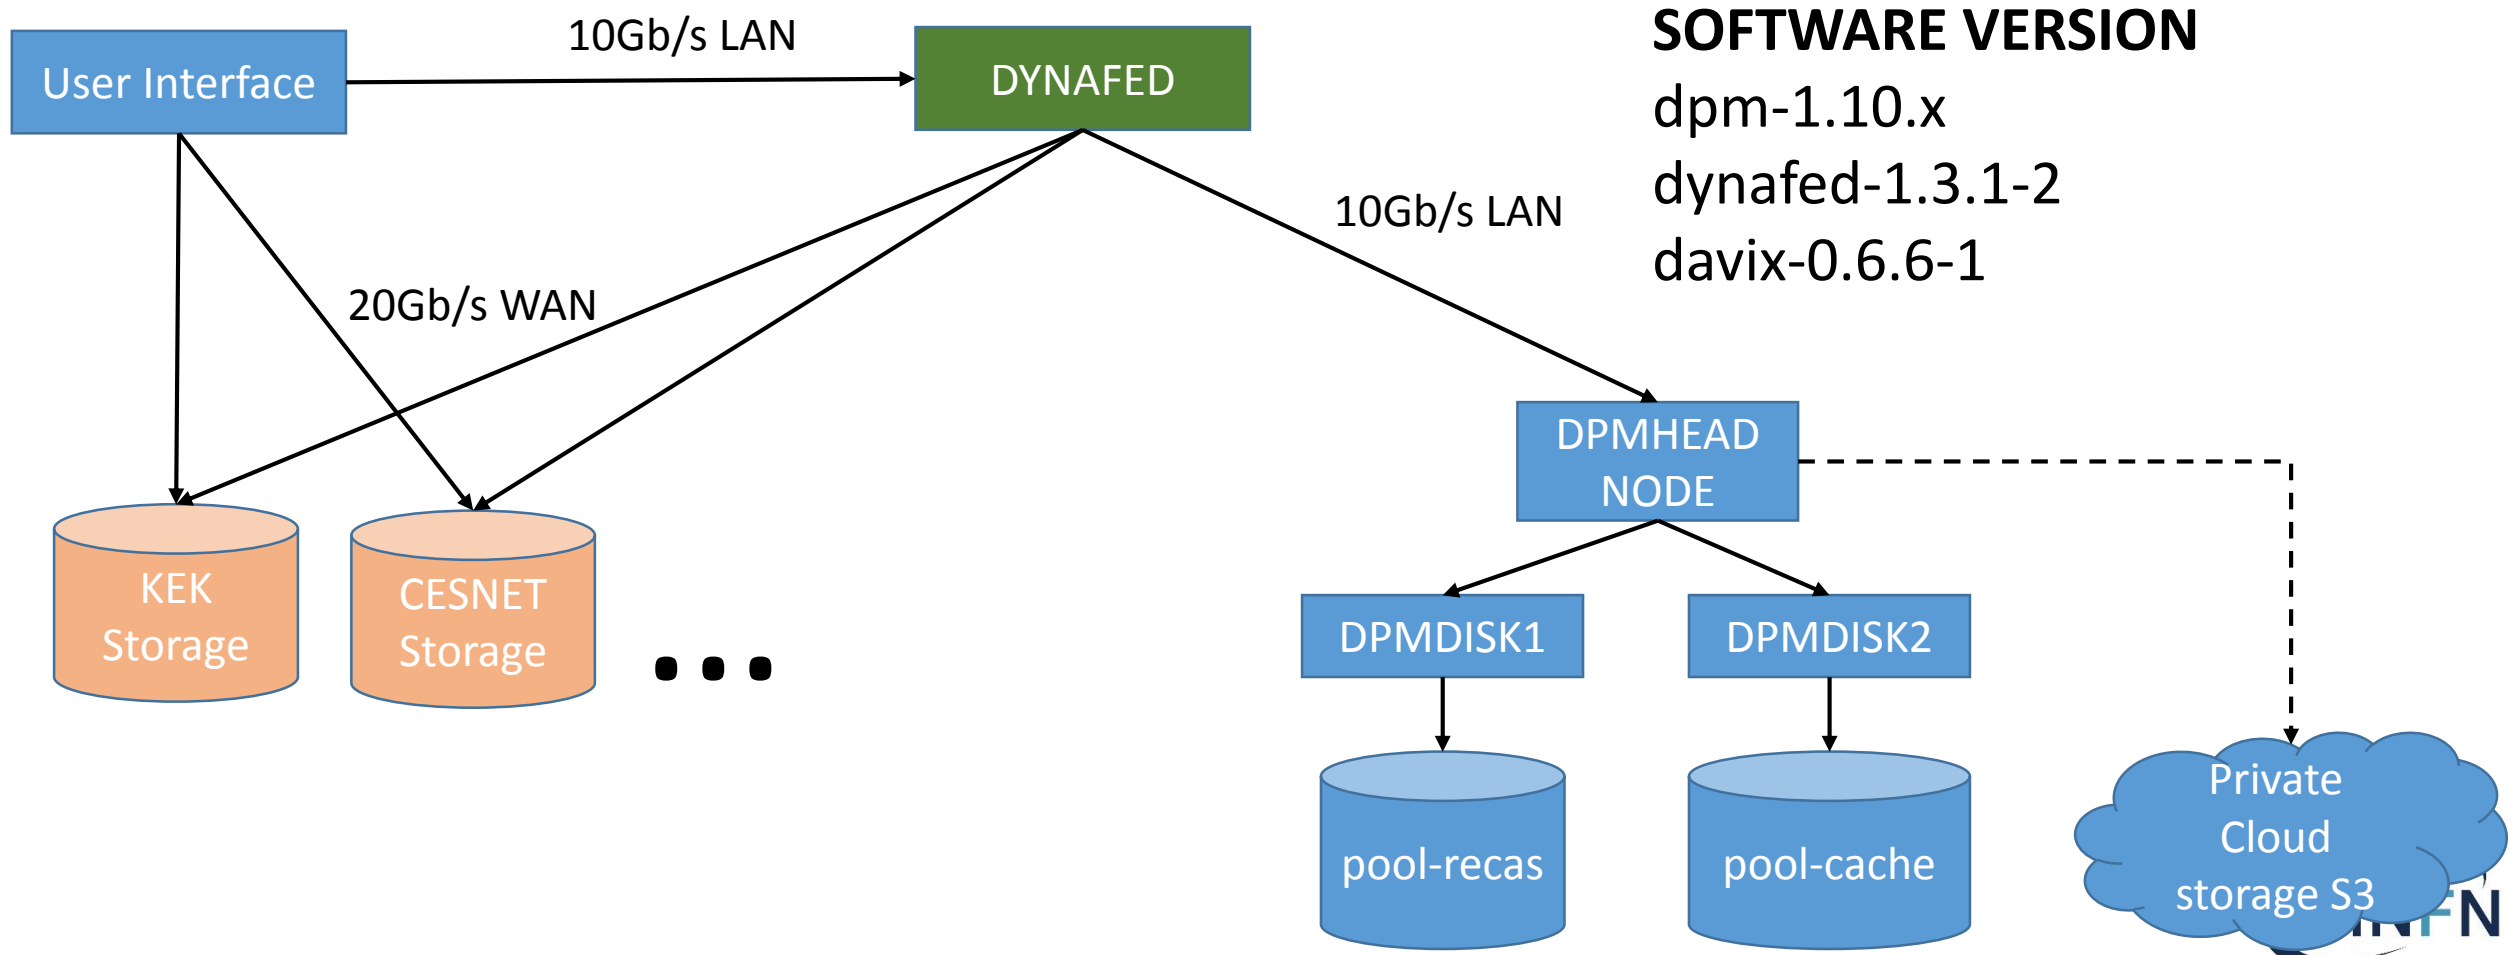 10Gb/s LAN
User Interface
DYNAFED
SOFTWARE VERSION
dpm-1.10.x
dynafed-1.3.1-2
davix-0.6.6-1
10Gb/s LAN
20Gb/s WAN
DPMHEAD
NODE
KEK
Storage
CESNET
Storage
...
DPMDISK1
DPMDISK2
pool-recas
pool-cache
Private
Cloud
storage S3
INFN